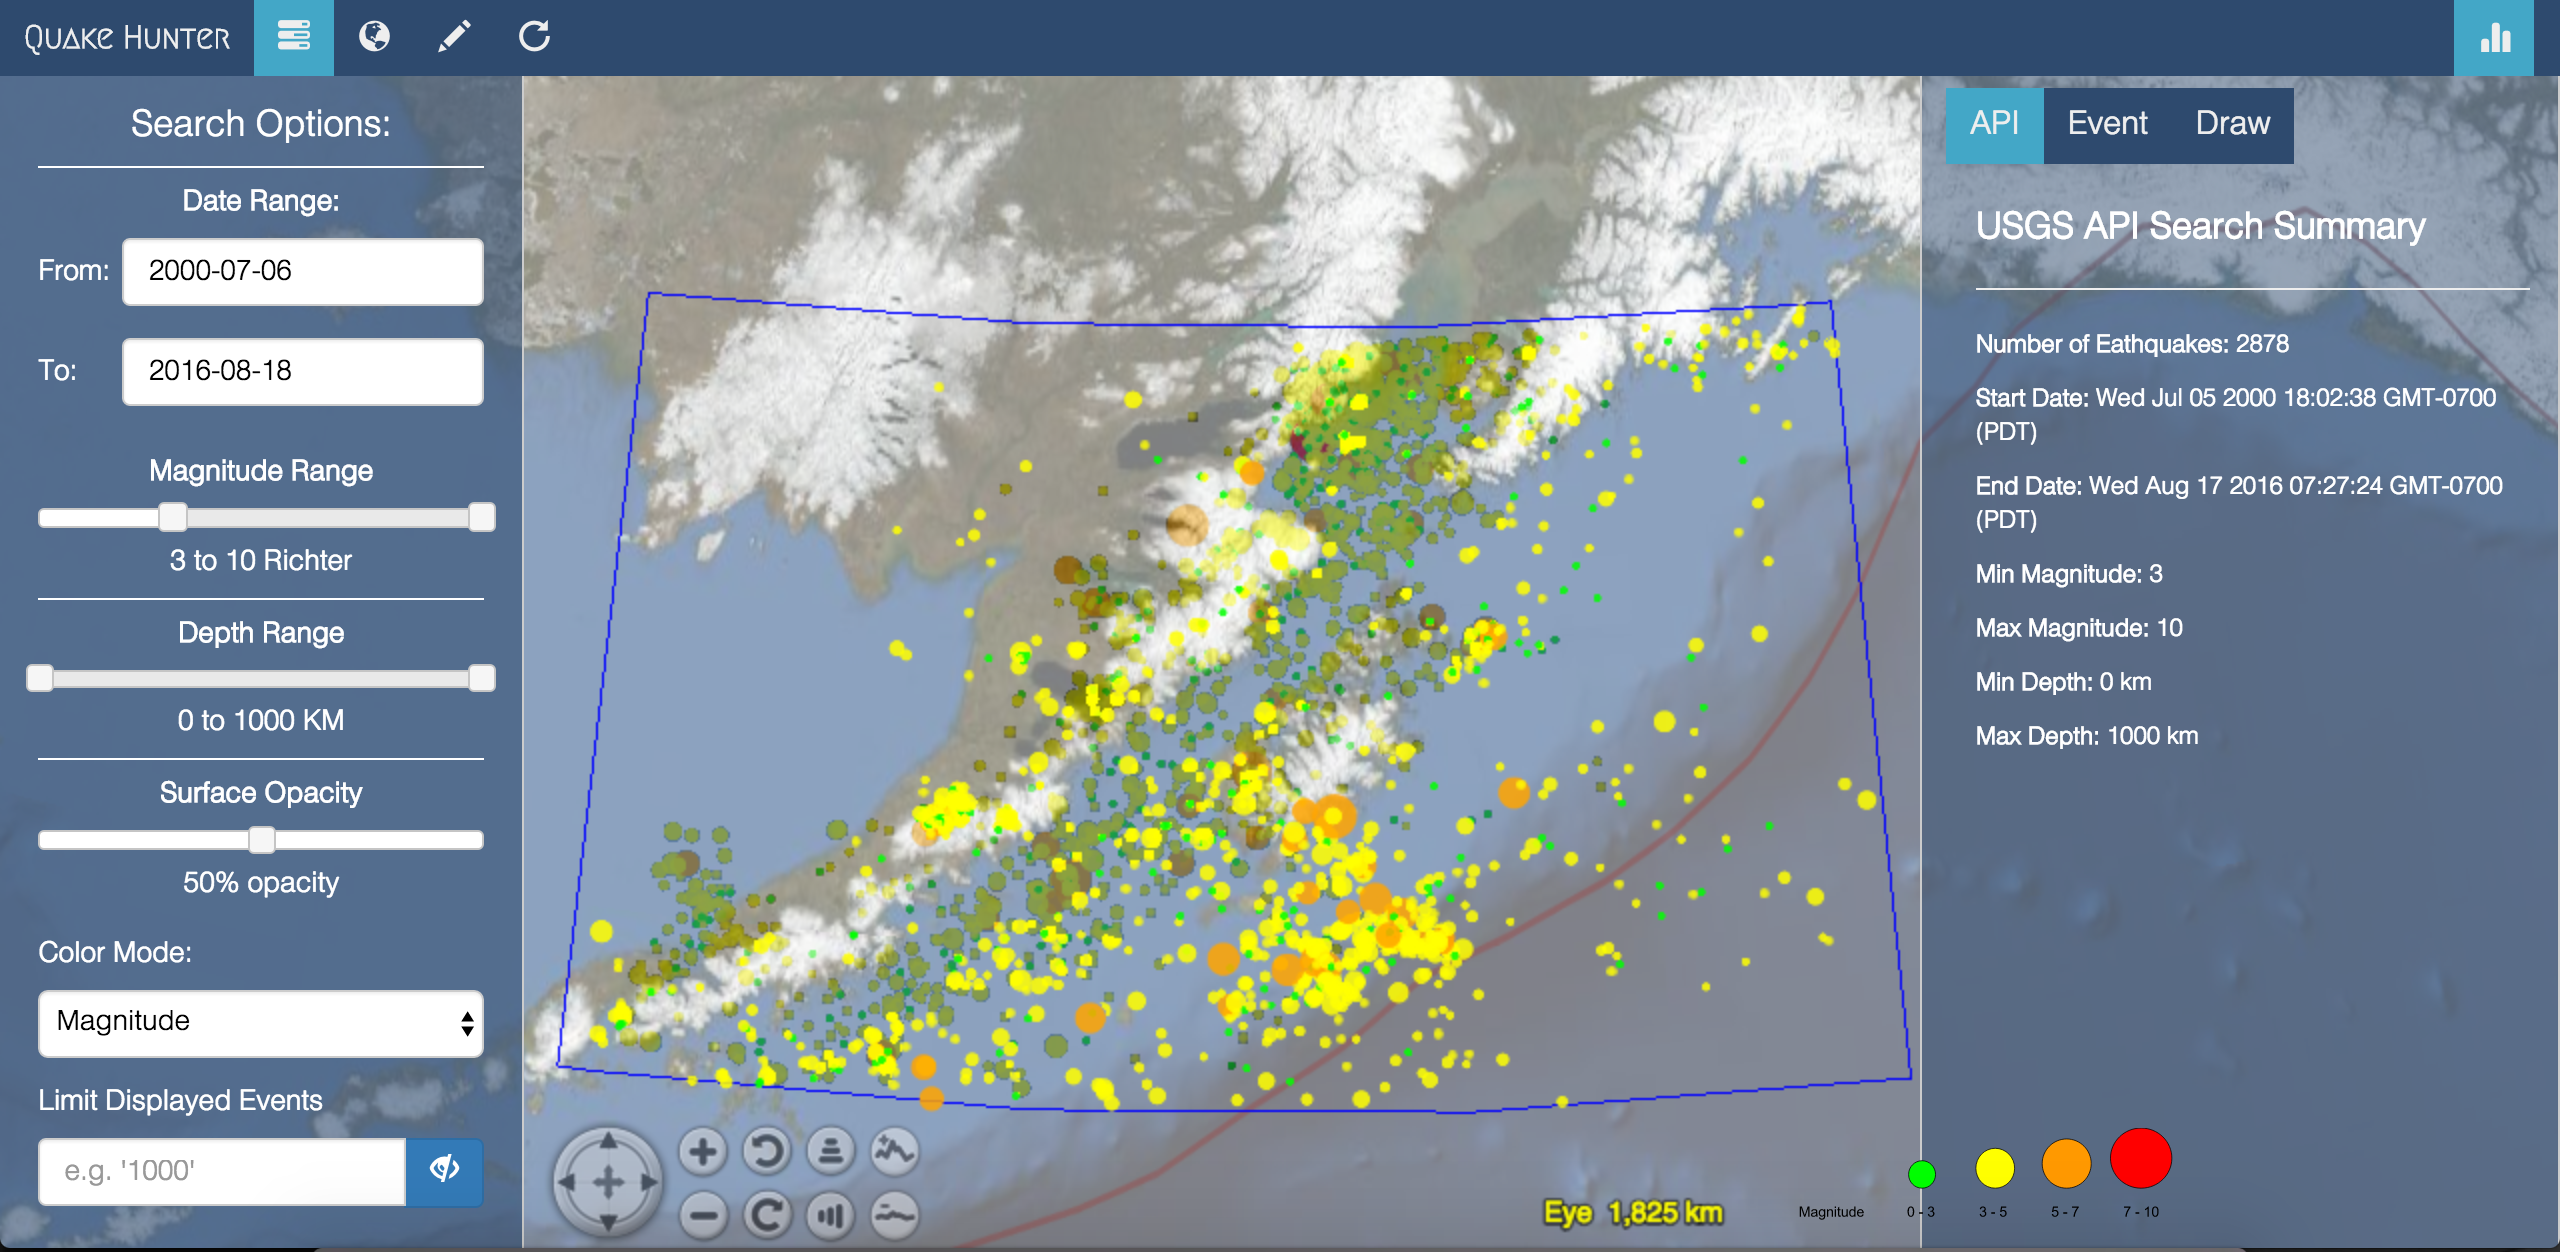 QUAKE HUNTER
Search Options:
Date Range:
From: 2000-07-06
To: 2016-08-18
Magnitude Range
3 to 10 Richter
Depth Range
0 to 1000 KM
Surface Opacity
50% opacity
Color Mode:
Magnitude
Limit Displayed Events
e.g. '1000'
Eye 1,825 km
API Event Draw
USGS API Search Summary
Number of Eathquakes: 2878
Start Date: Wed Jul 05 2000 18:02:38 GMT-0700
(PDT)
End Date: Wed Aug 17 2016 07:27:24 GMT-0700
(PDT)
Min Magnitude: 3
Max Magnitude: 10
Min Depth: 0 km
Max Depth: 1000 km
Magnitude 0 - 3 3 - 5 5 - 7 7 - 10